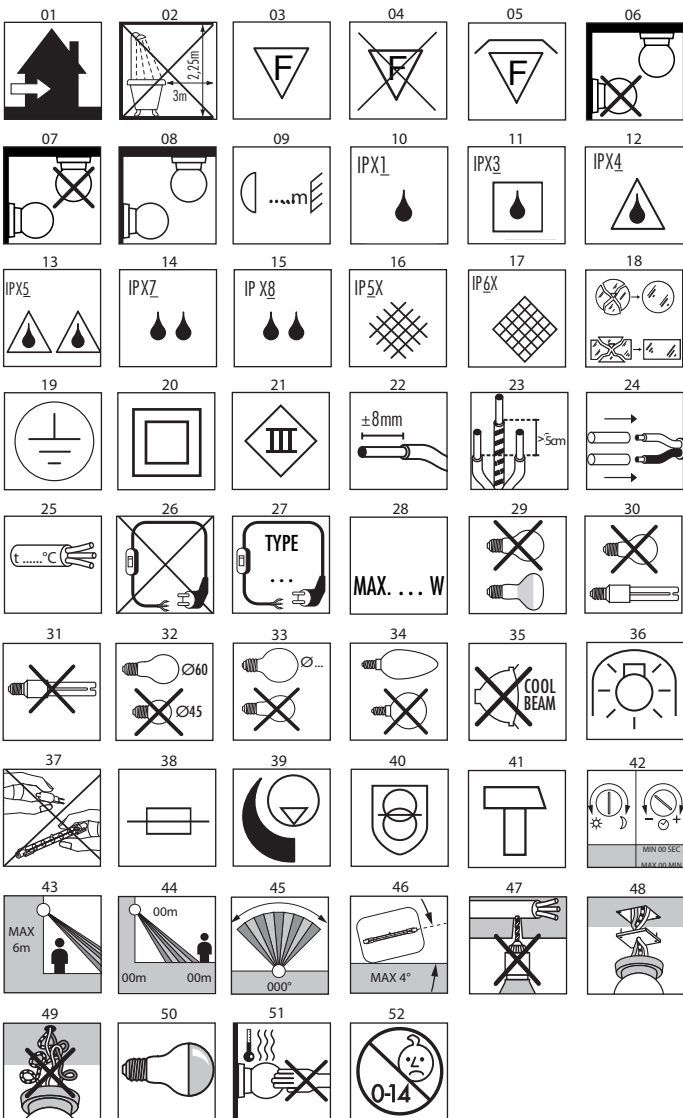 01 02 03 04 05 06
2,25m
3m
F
F
F
07 08 09 10 11 12
.....m
IPX1
IPX3
IPX4
13 14 15 16 17 18
IPX5
IPX7
IP X8
IP5X
IP6X
19 20 21 22 23 24
III
±8mm
>5cm
25 26 27 28 29 30
t ......°C
TYPE
...
MAX. . . . W
31 32 33 34 35 36
Ø60
Ø45
Ø...
COOL
BEAM
37 38 39 40 41 42
- +
MIN 00 SEC
MAX 00 MIN
43 44 45 46 47 48
MAX
6m
00m
00m 00m
000°
MAX 4°
49 50 51 52
0-14